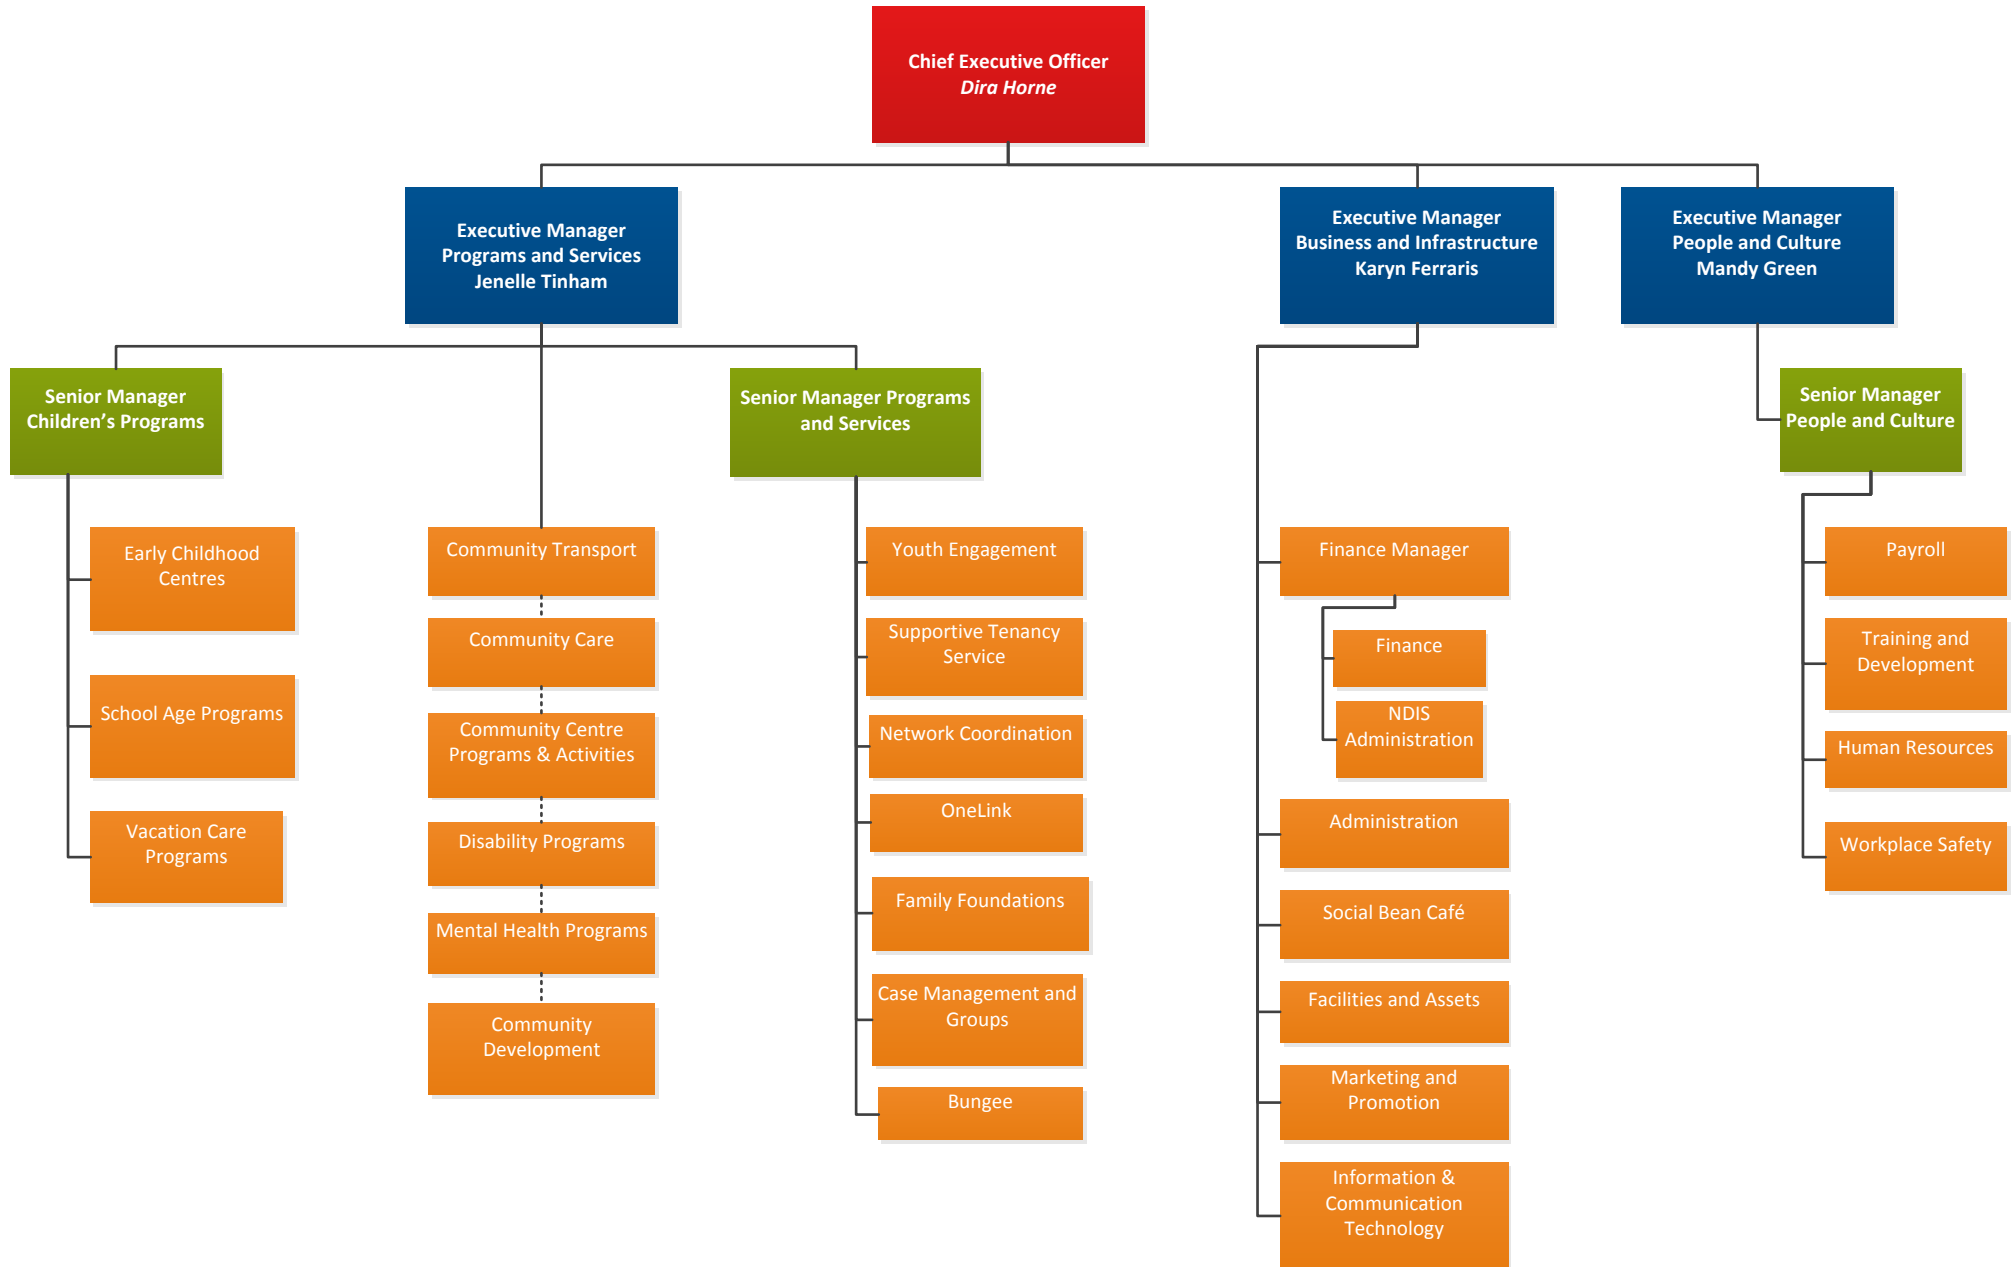 Chief Executive Officer
Dira Horne
Executive Manager
Programs and Services
Jenelle Tinham
Executive Manager
Business and Infrastructure
Karyn Ferraris
Executive Manager
People and Culture
Mandy Green
Senior Manager
Children’s Programs
Senior Manager Programs
and Services
Senior Manager
People and Culture
Early Childhood
Centres
School Age Programs
Vacation Care
Programs
Community Transport
Community Care
Community Centre
Programs & Activities
Disability Programs
Mental Health Programs
Community
Development
Youth Engagement
Supportive Tenancy
Service
Network Coordination
OneLink
Family Foundations
Case Management and
Groups
Bungee
Finance Manager
Finance
NDIS
Administration
Administration
Social Bean Café
Facilities and Assets
Marketing and
Promotion
Information &
Communication
Technology
Payroll
Training and
Development
Human Resources
Workplace Safety